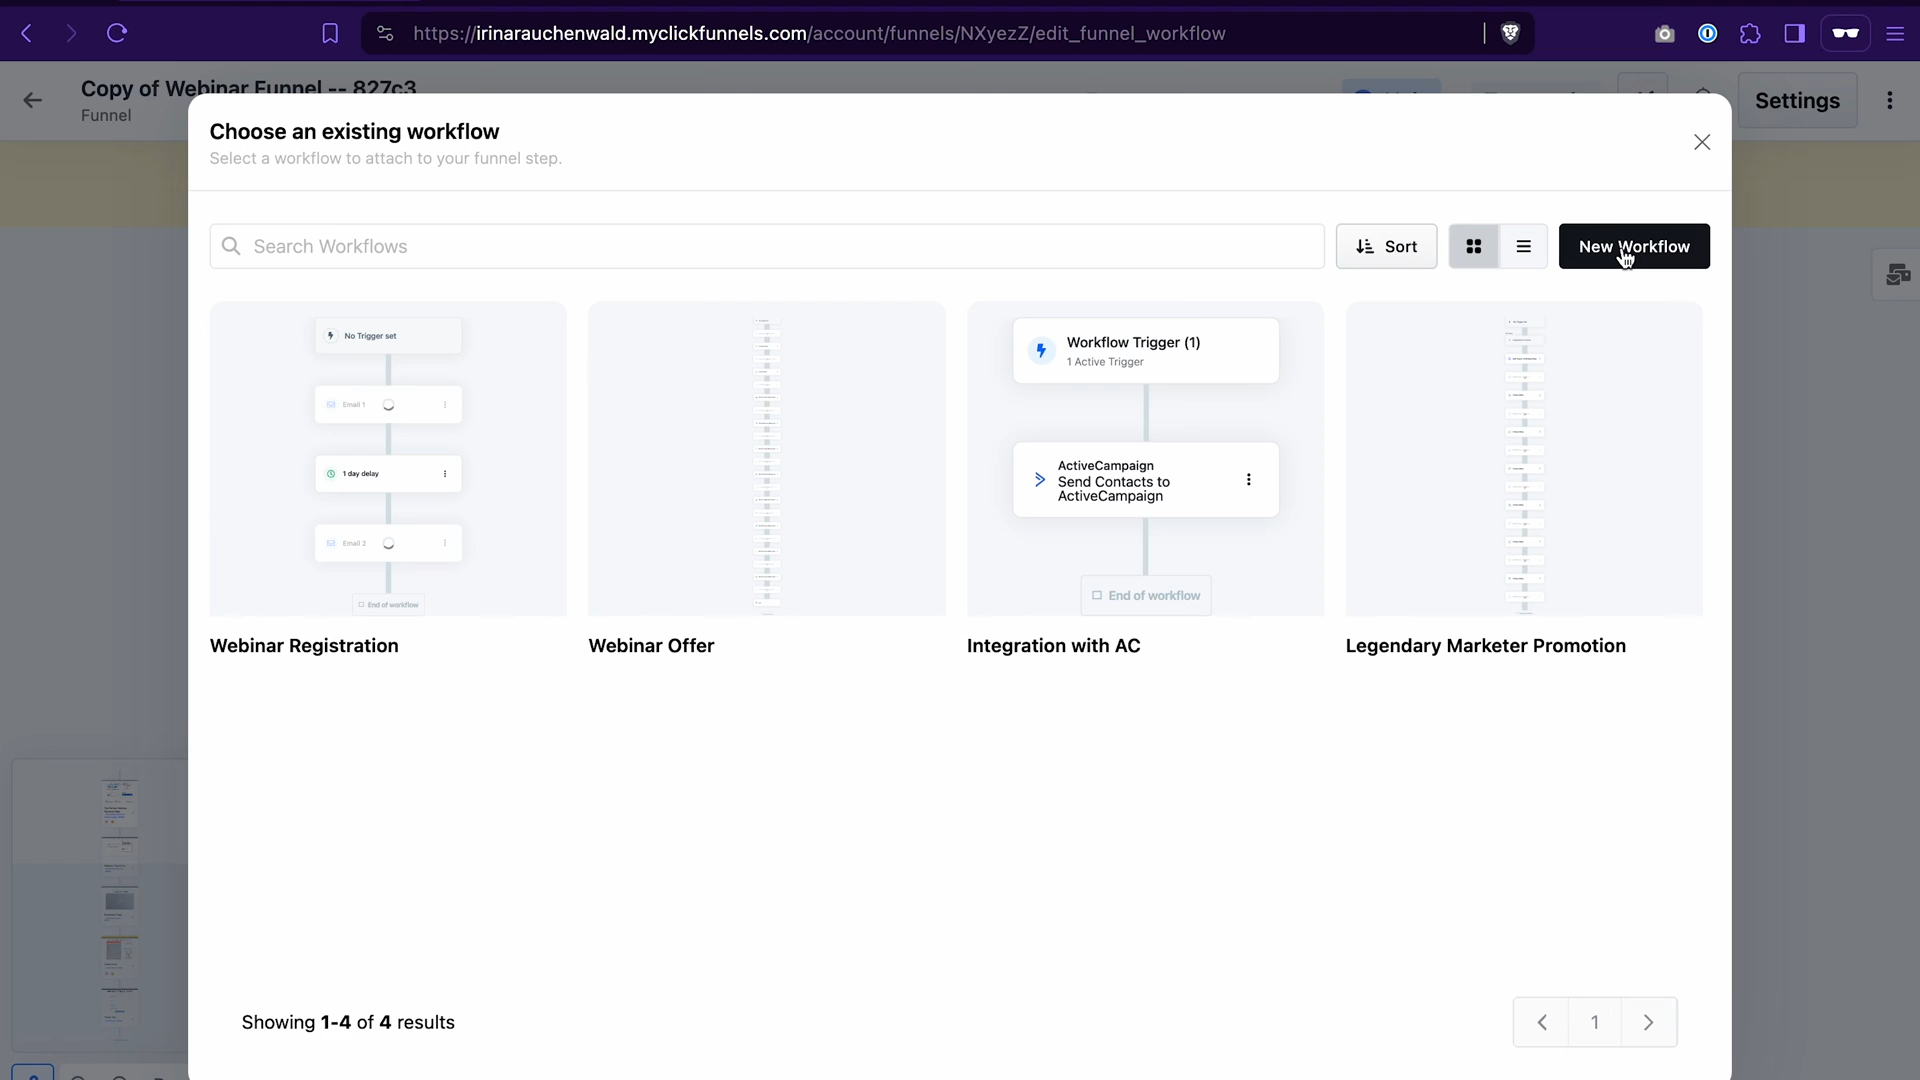 https://irinarauchenwald.myclickfunnels.com/account/funnels/NXyezZ/edit_funnel_workflow
Copy of Webinar Funnel -- 827c3
Funnel
Settings
Choose an existing workflow
Select a workflow to attach to your funnel step.
Search Workflows
Sort
New Workflow
No Trigger set
Email 1
1 day delay
Email 2
End of workflow
Workflow Trigger (1)
1 Active Trigger
ActiveCampaign
Send Contacts to
ActiveCampaign
End of workflow
Webinar Registration
Webinar Offer
Integration with AC
Legendary Marketer Promotion
Showing 1-4 of 4 results
1